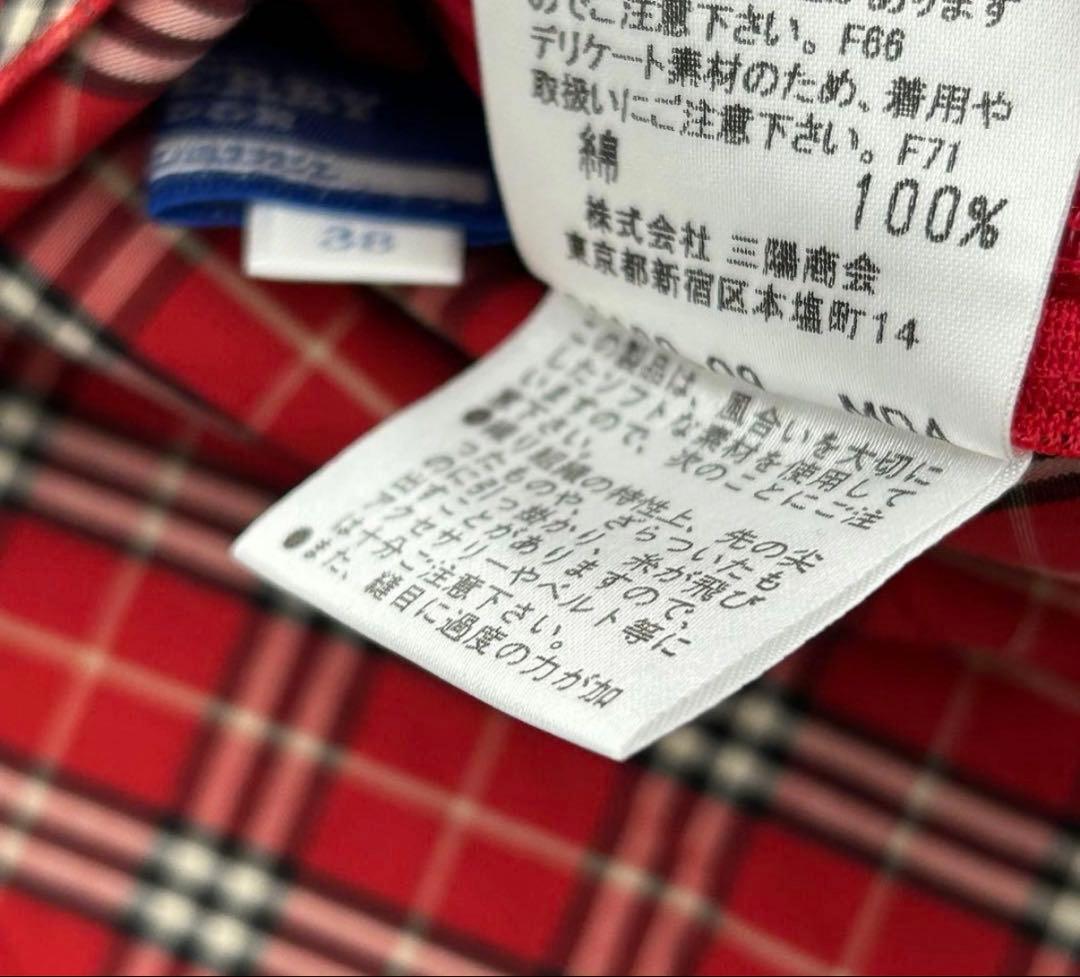 あります
のでご注意下さい。F66
デリケート素材のため、着用や
取扱いにご注意下さい。F71
綿
100%
株式会社 三陽商会
東京都新宿区本塩町14
09 MDA
この製品は、風合いを大切に
したソフトな素材を使用して
いますので、次のことにご注
意下さい。
●織り組織の特性上、先の尖
ったものや、ざらついたも
のに引っ掛かり、糸が飛び
出すことがありますので、
アクセサリーやベルト等に
は十分ご注意下さい。
●また、縫目に過度の力が加
38